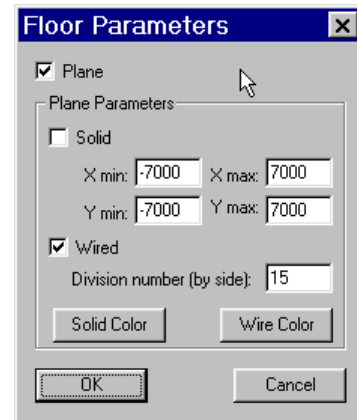 Floor Parameters
Plane
Plane Parameters
Solid
X min: -7000 X max: 7000
Y min: -7000 Y max: 7000
Wired
Division number (by side): 15
Solid Color Wire Color
OK Cancel